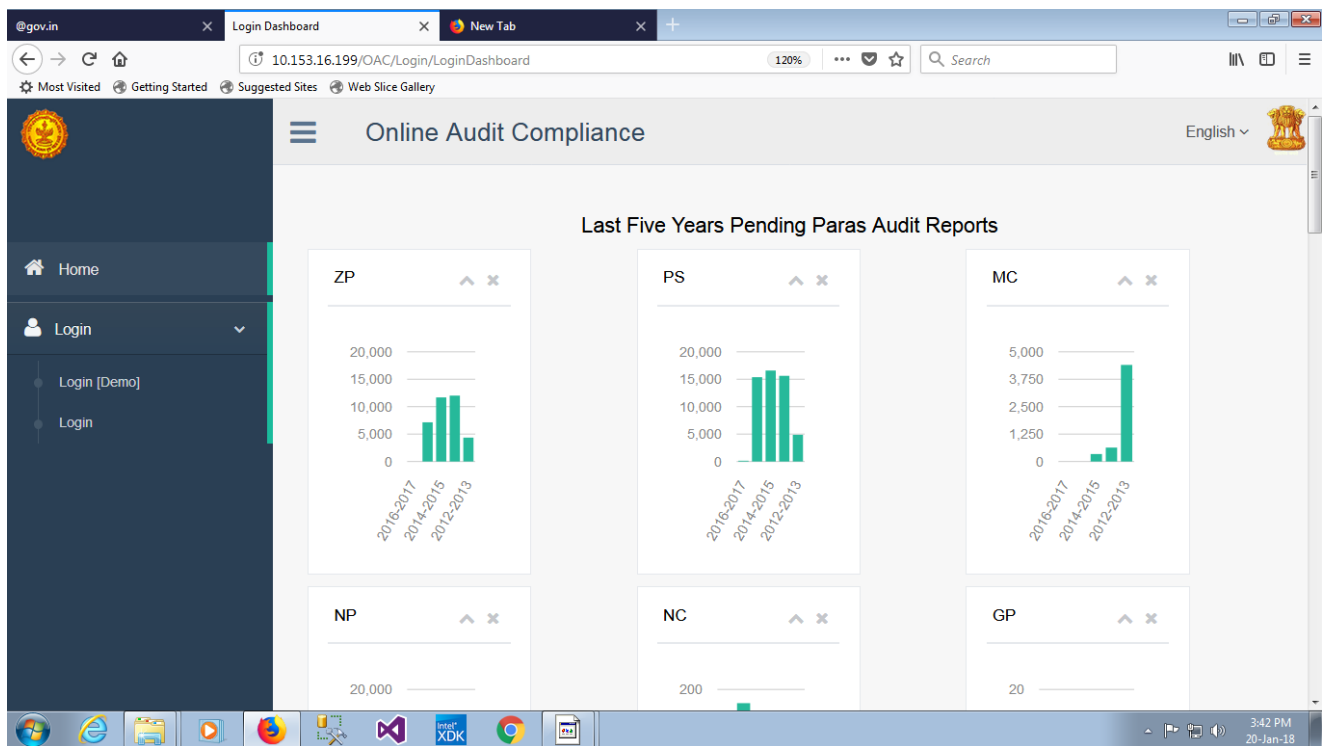 @gov.in
Login Dashboard
New Tab
10.153.16.199/OAC/Login/LoginDashboard
120%
Search
Most Visited
Getting Started
Suggested Sites
Web Slice Gallery
Online Audit Compliance
English
Home
Login
Login [Demo]
Login
Last Five Years Pending Paras Audit Reports
ZP
20,000
15,000
10,000
5,000
0
2016-2017
2014-2015
2012-2013
PS
20,000
15,000
10,000
5,000
0
2016-2017
2014-2015
2012-2013
MC
5,000
3,750
2,500
1,250
0
2016-2017
2014-2015
2012-2013
NP
20,000
NC
200
GP
20
intel
XDK
3:42 PM
20-Jan-18